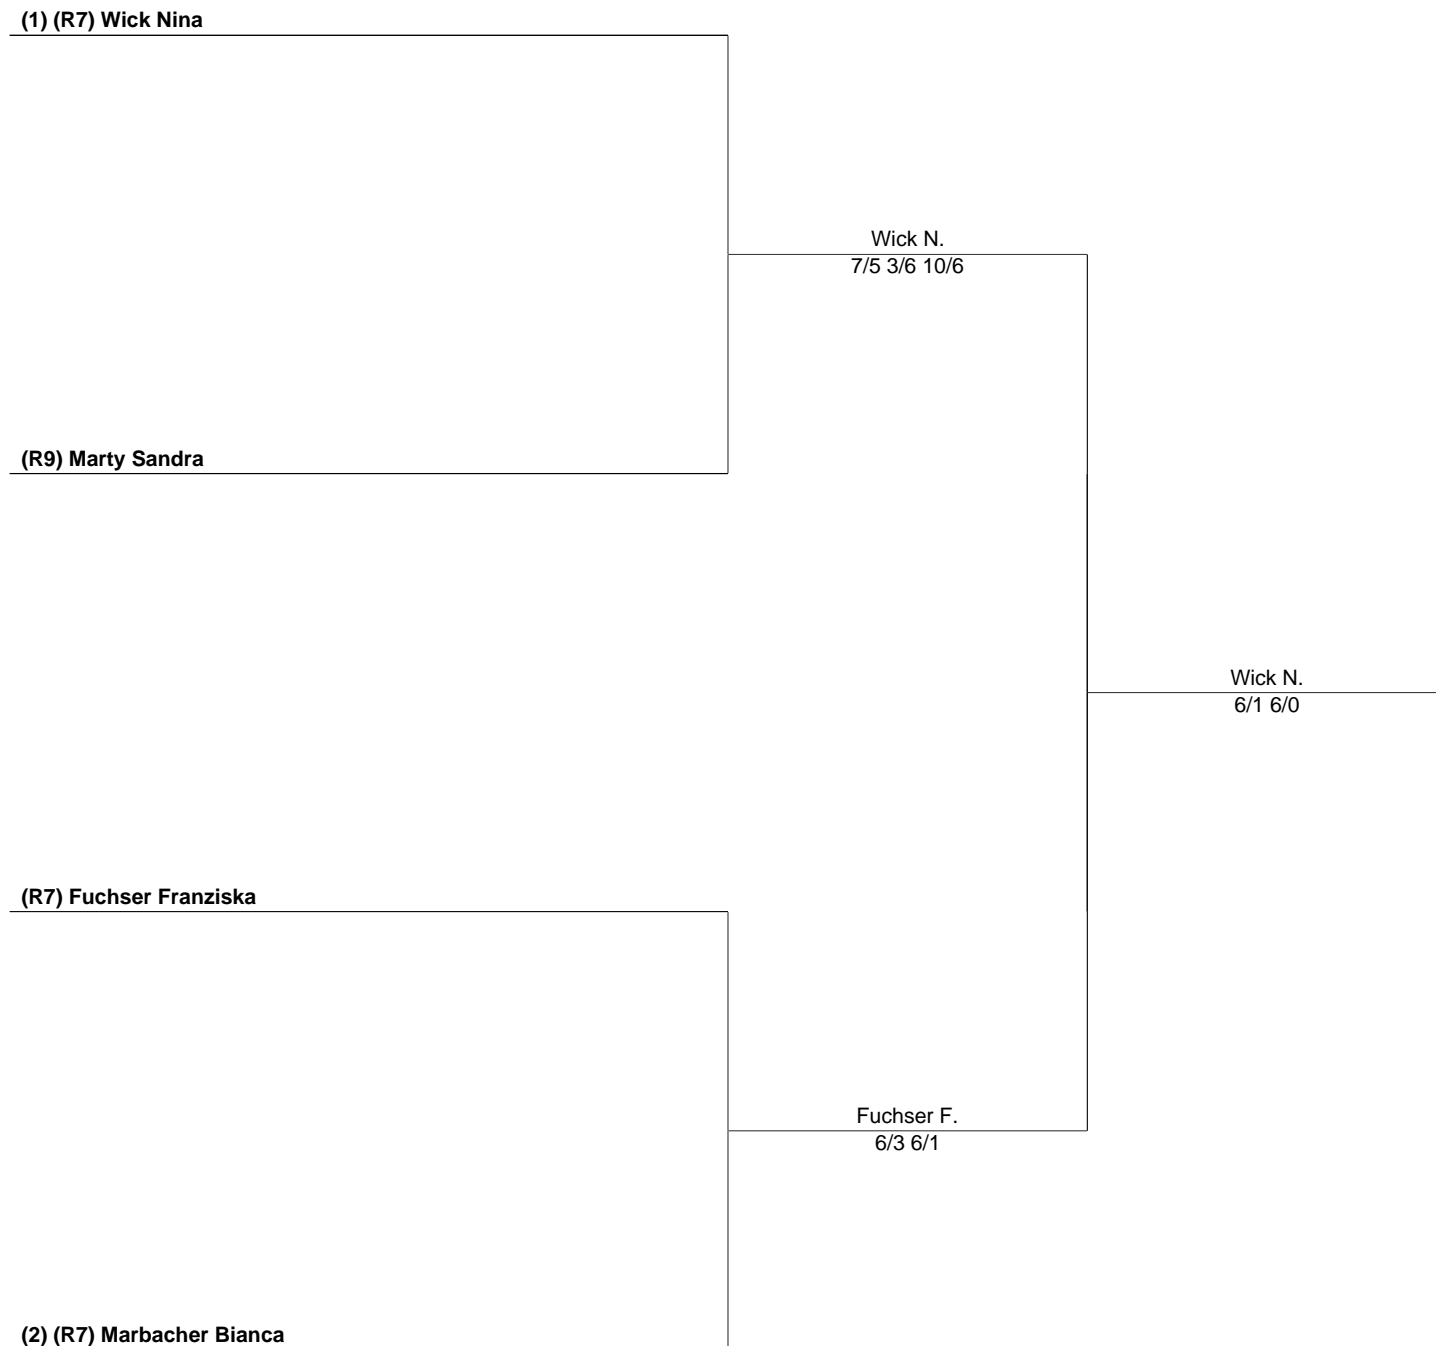 (1) (R7) Wick Nina
Wick N.
7/5 3/6 10/6
(R9) Marty Sandra
Wick N.
6/1 6/0
(R7) Fuchser Franziska
Fuchser F.
6/3 6/1
(2) (R7) Marbacher Bianca